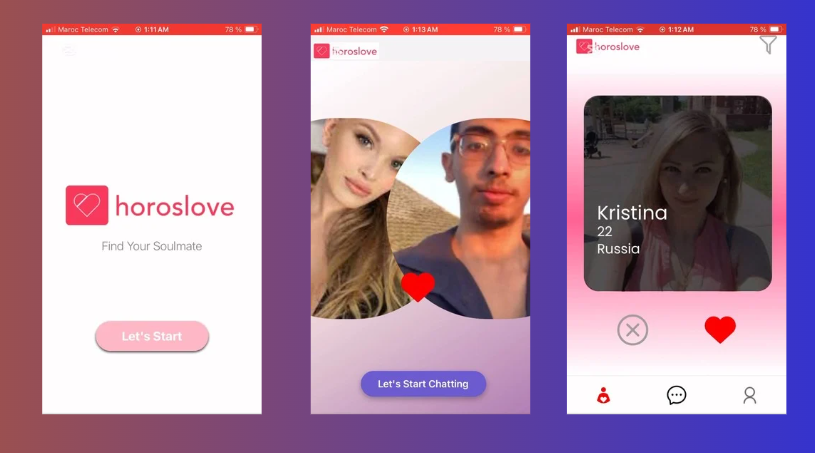 Maroc Telecom 1:11 AM 78 %
horoslove
Find Your Soulmate
Let's Start
Maroc Telecom 1:13 AM 78 %
horoslove
Let's Start Chatting
Maroc Telecom 1:12 AM 78 %
horoslove
Kristina
22
Russia